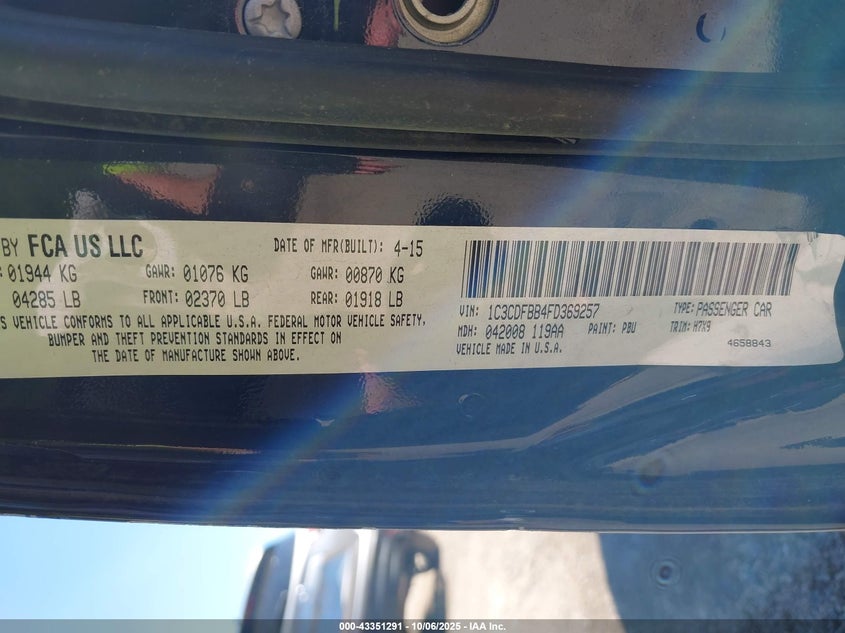 BY FCA US LLC
DATE OF MFR(BUILT): 4-15
01944 KG GAWR: 01076 KG GAWR: 00870 KG
04285 LB FRONT: 02370 LB REAR: 01918 LB
VEHICLE CONFORMS TO ALL APPLICABLE U.S.A. FEDERAL MOTOR VEHICLE SAFETY,
BUMPER AND THEFT PREVENTION STANDARDS IN EFFECT ON
THE DATE OF MANUFACTURE SHOWN ABOVE.
VIN: 1C3CDFBB4FD369257 TYPE: PASSENGER CAR
MDH: 042008 119AA PAINT: PBU TRIM: H7K9
VEHICLE MADE IN U.S.A. 4658843
000-43351291 - 10/06/2025 - IAA Inc.